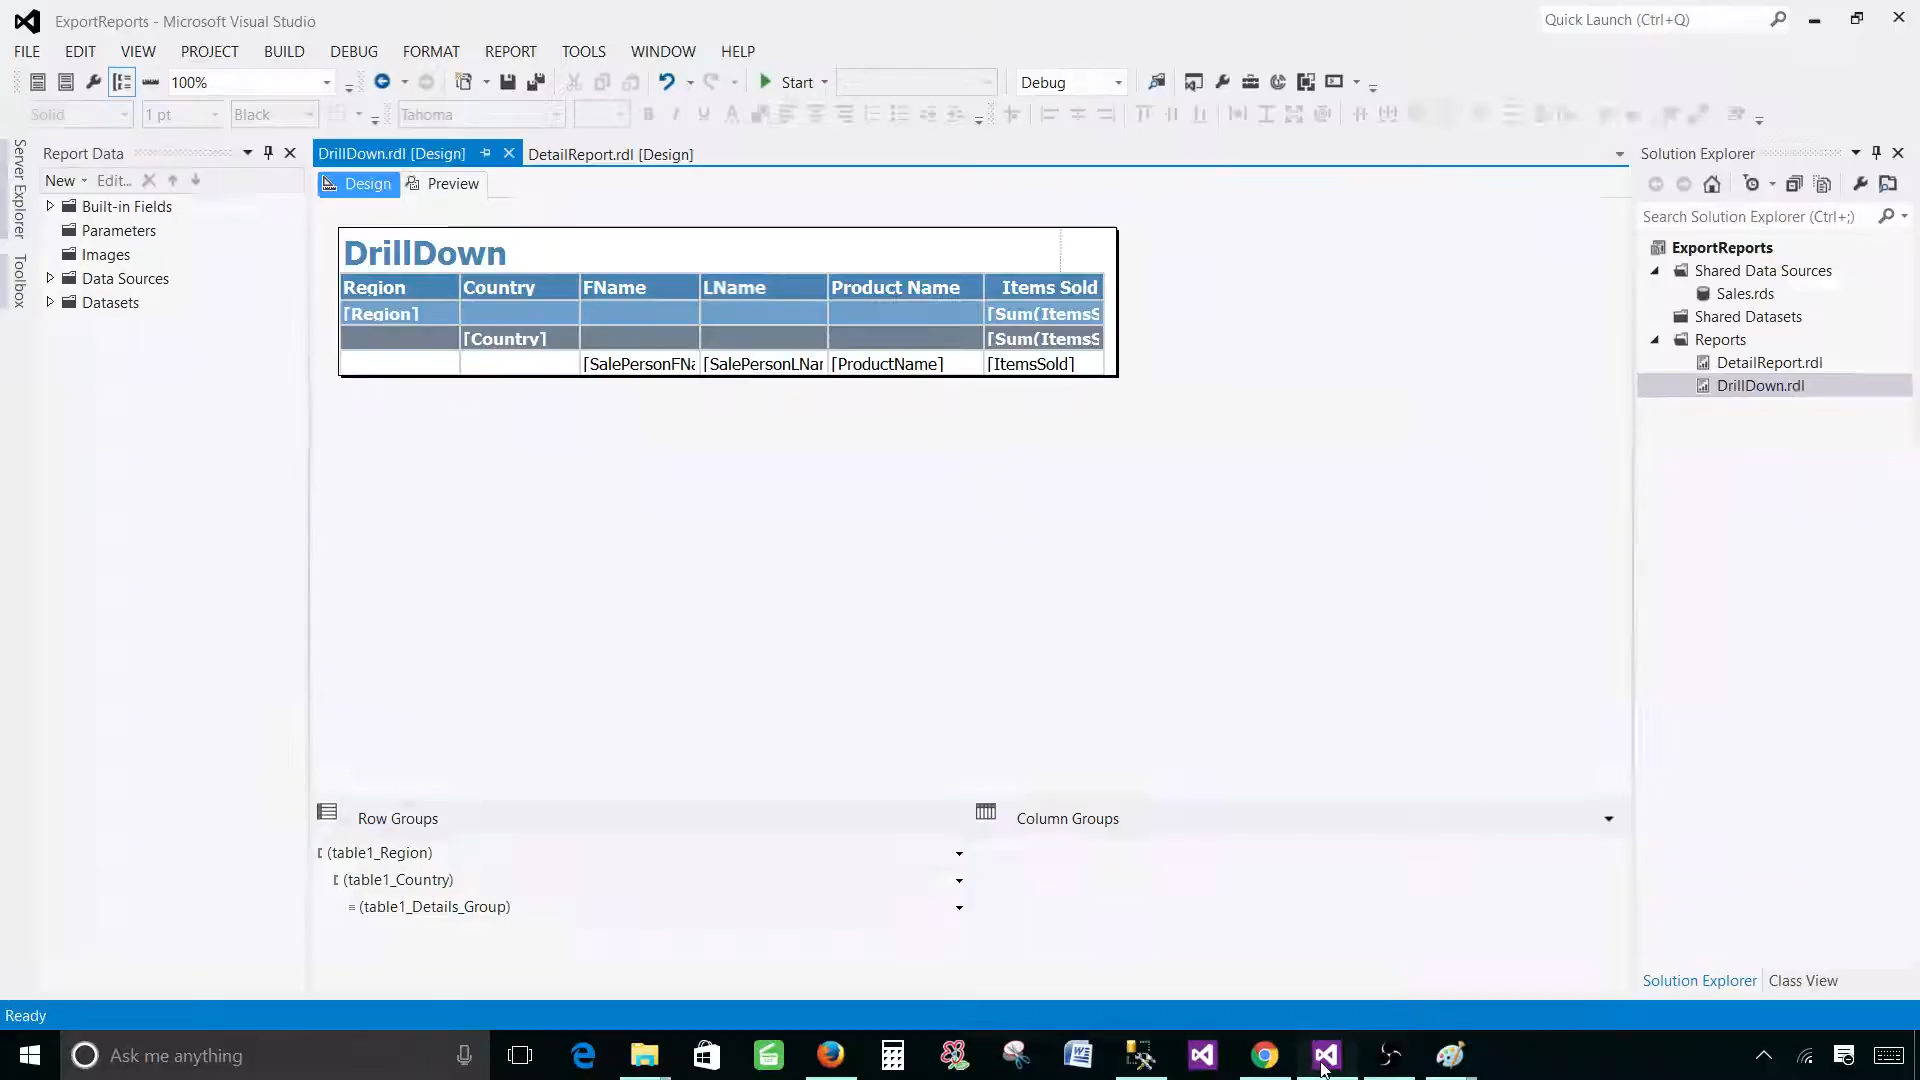 ExportReports - Microsoft Visual Studio
Quick Launch (Ctrl+Q)
FILE EDIT VIEW PROJECT BUILD DEBUG FORMAT REPORT TOOLS WINDOW HELP
100% Start Debug
Solid 1 pt Black Tahoma B I U A
Server Explorer
Toolbox
Report Data
New Edit...
Built-in Fields
Parameters
Images
Data Sources
Datasets
DrillDown.rdl [Design] DetailReport.rdl [Design]
Design Preview
DrillDown
Region Country FName LName Product Name Items Sold
[Region] [Sum(ItemsS
[Country] [Sum(ItemsS
[SalePersonFNa [SalePersonLNar [ProductName] [ItemsSold]
Row Groups
Column Groups
(table1_Region)
(table1_Country)
(table1_Details_Group)
Solution Explorer
Search Solution Explorer (Ctrl+;)
ExportReports
Shared Data Sources
Sales.rds
Shared Datasets
Reports
DetailReport.rdl
DrillDown.rdl
Solution Explorer Class View
Ready
Ask me anything